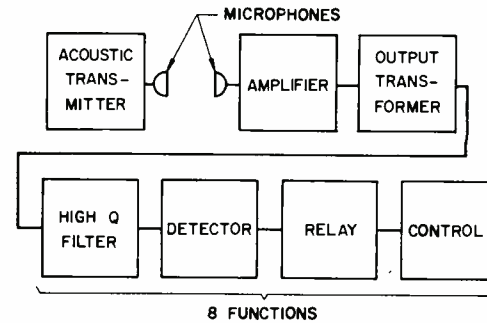 MICROPHONES
ACOUSTIC
TRANS-
MITTER
AMPLIFIER
OUTPUT
TRANS-
FORMER
HIGH Q
FILTER
DETECTOR
RELAY
CONTROL
8 FUNCTIONS